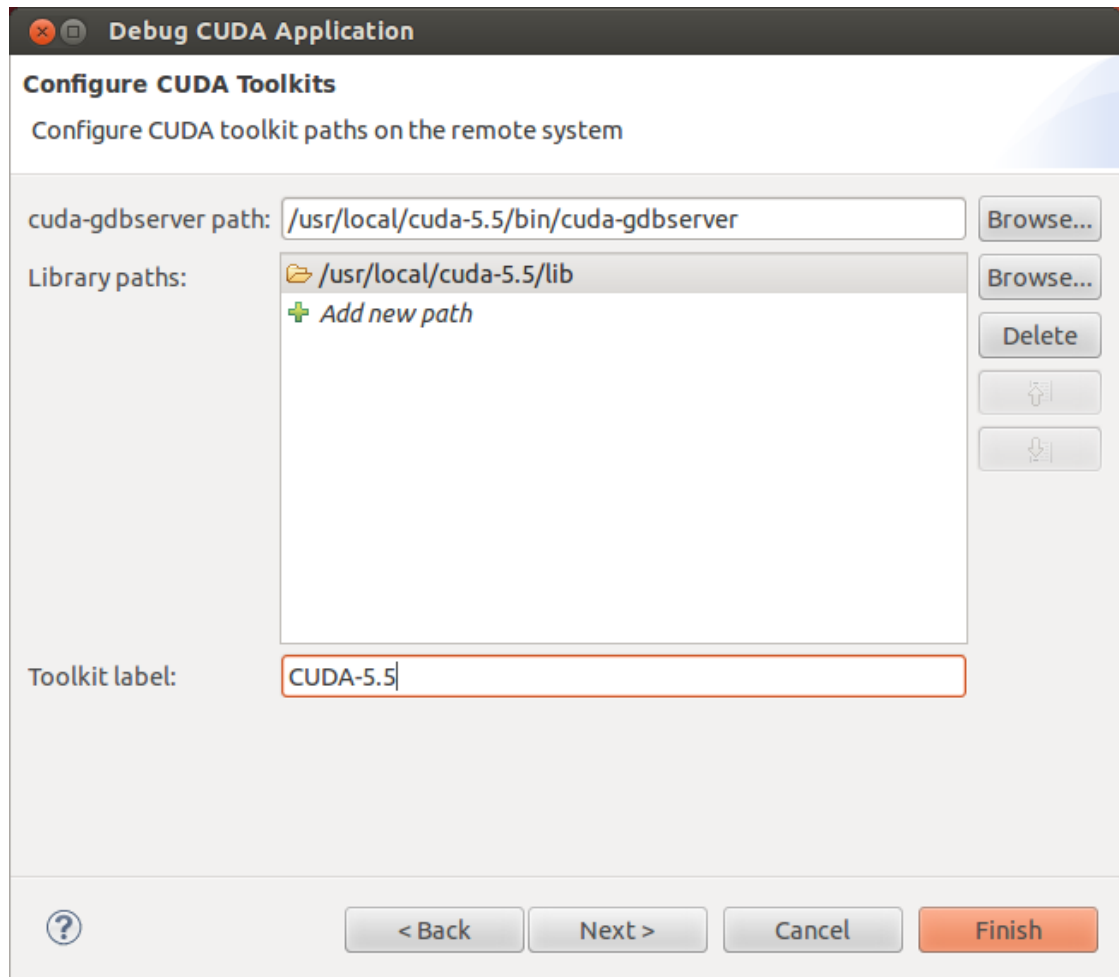 Debug CUDA Application
Configure CUDA Toolkits
Configure CUDA toolkit paths on the remote system
cuda-gdbserver path: /usr/local/cuda-5.5/bin/cuda-gdbserver Browse...
Library paths: /usr/local/cuda-5.5/lib Browse...
Add new path
Delete
Toolkit label: CUDA-5.5
? < Back Next > Cancel Finish